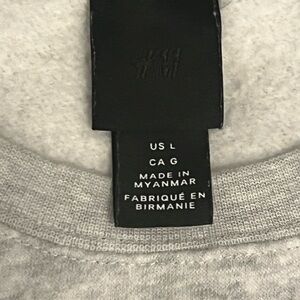 H&M
US L
CA G
MADE IN
MYANMAR
FABRIQUÉ EN
BIRMANIE